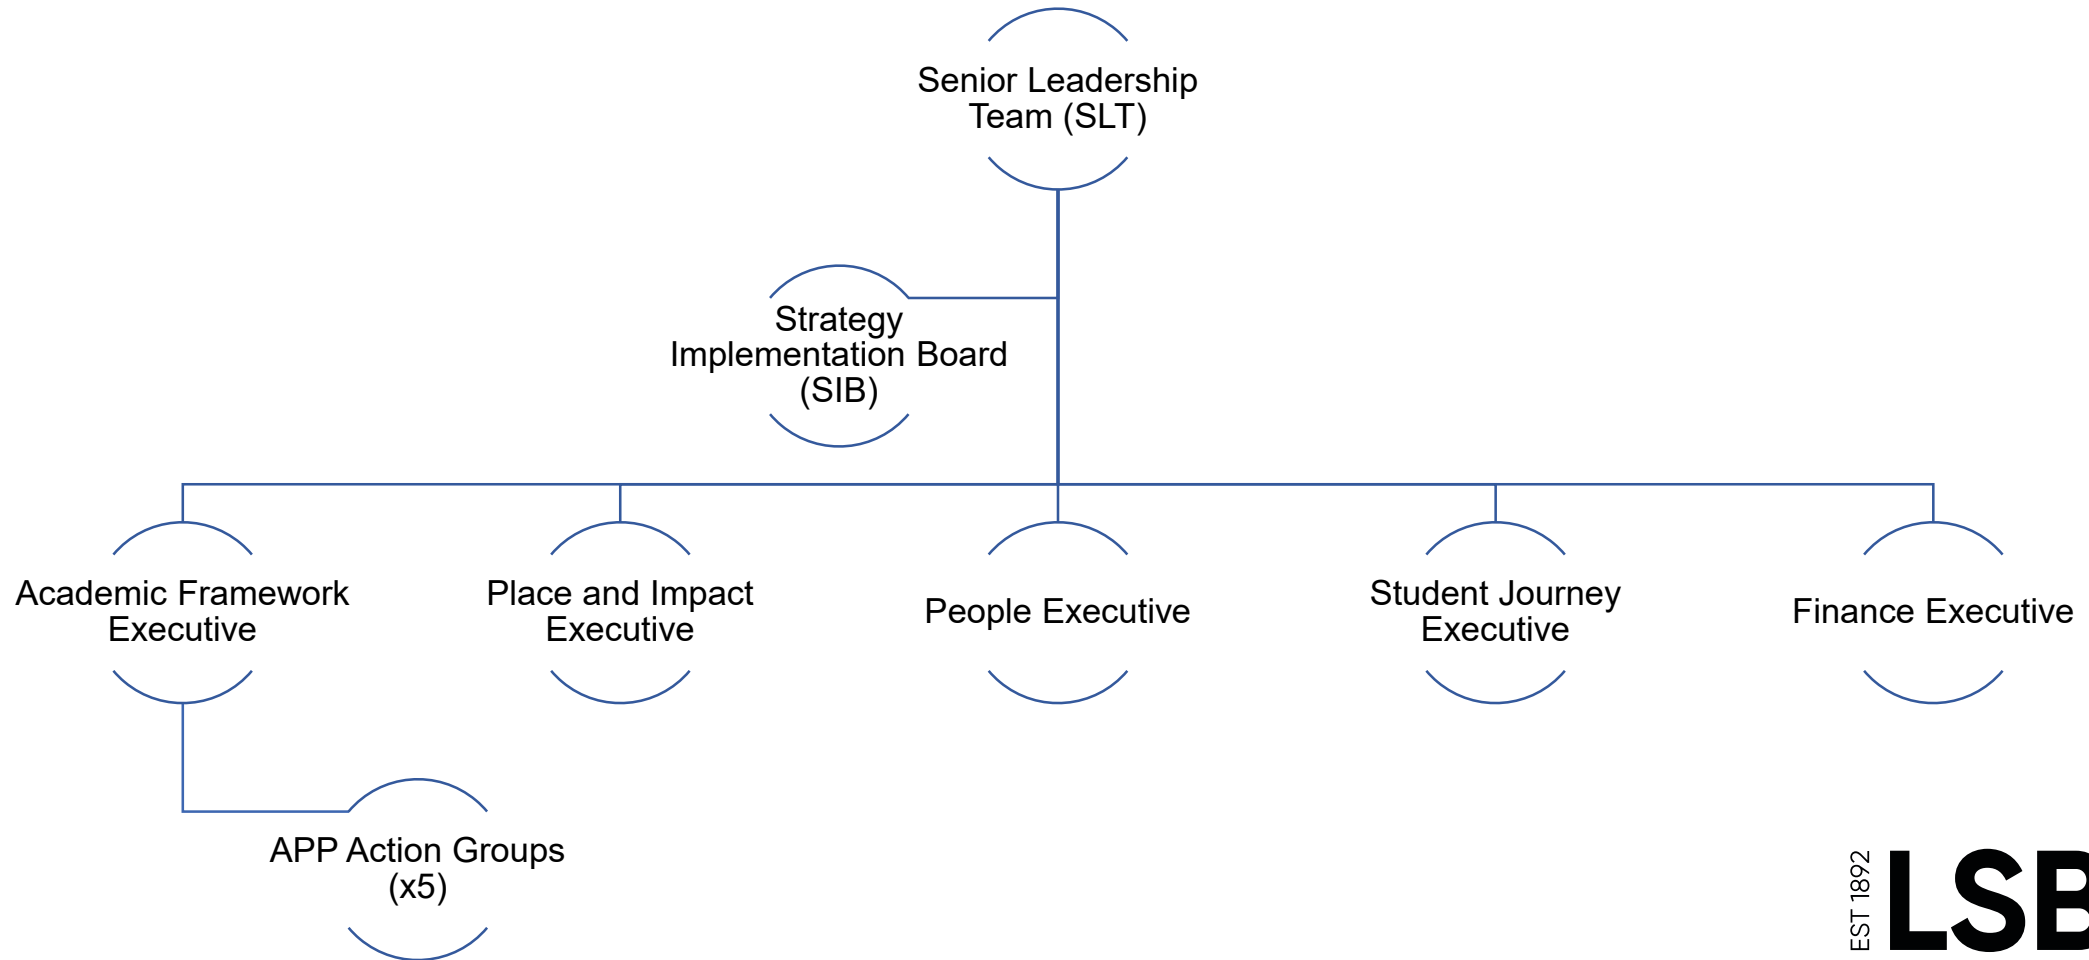 Senior Leadership
Team (SLT)
Strategy
Implementation Board
(SIB)
Academic Framework
Executive
Place and Impact
Executive
People Executive
Student Journey
Executive
Finance Executive
APP Action Groups
(x5)
EST 1892
LSB